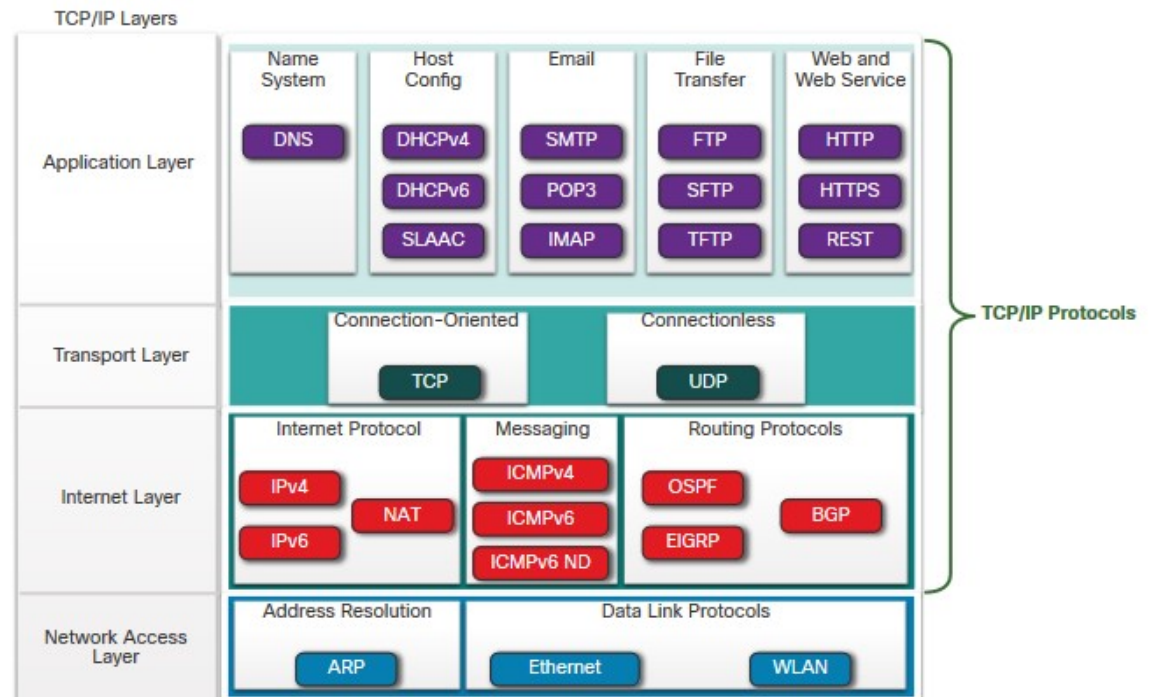 TCP/IP Layers
Application Layer
Name
System
DNS
Host
Config
DHCPv4
DHCPv6
SLAAC
Email
SMTP
POP3
IMAP
File
Transfer
FTP
SFTP
TFTP
Web and
Web Service
HTTP
HTTPS
REST
TCP/IP Protocols
Transport Layer
Connection-Oriented
TCP
Connectionless
UDP
Internet Layer
Internet Protocol
IPv4
NAT
IPv6
Messaging
ICMPv4
ICMPv6
ICMPv6 ND
Routing Protocols
OSPF
BGP
EIGRP
Network Access
Layer
Address Resolution
ARP
Data Link Protocols
Ethernet
WLAN